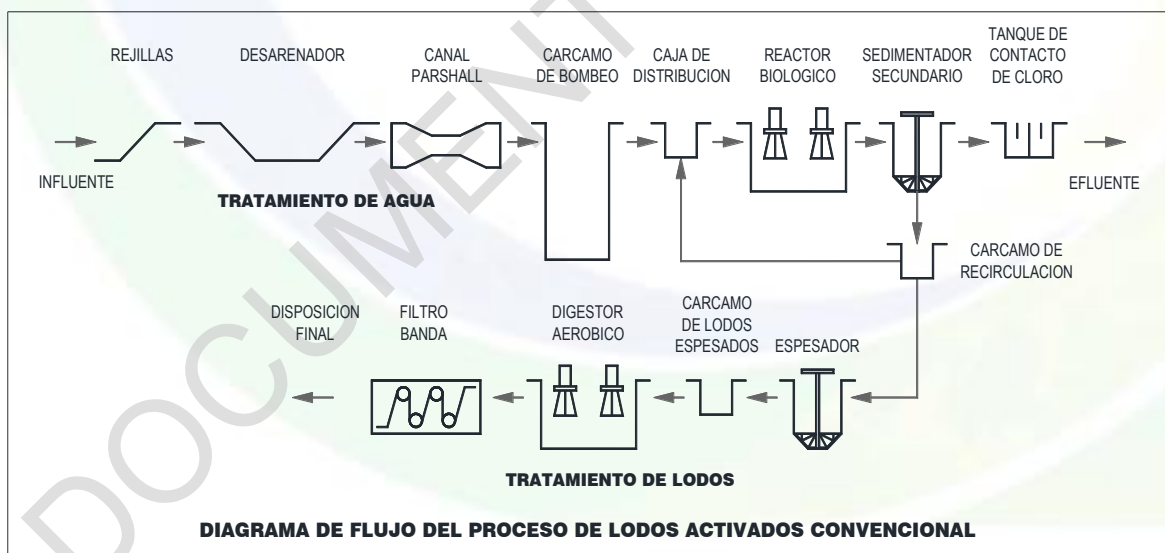 REJILLAS
DESARENADOR
CANAL
PARSHALL
CARCAMO
DE BOMBEO
CAJA DE
DISTRIBUCION
REACTOR
BIOLOGICO
SEDIMENTADOR
SECUNDARIO
TANQUE DE
CONTACTO
DE CLORO
INFLUENTE
EFLUENTE
TRATAMIENTO DE AGUA
CARCAMO DE
RECIRCULACION
DISPOSICION
FINAL
FILTRO
BANDA
DIGESTOR
AEROBICO
CARCAMO
DE LODOS
ESPESADOS
ESPESADOR
TRATAMIENTO DE LODOS
DIAGRAMA DE FLUJO DEL PROCESO DE LODOS ACTIVADOS CONVENCIONAL
DOCUMENT